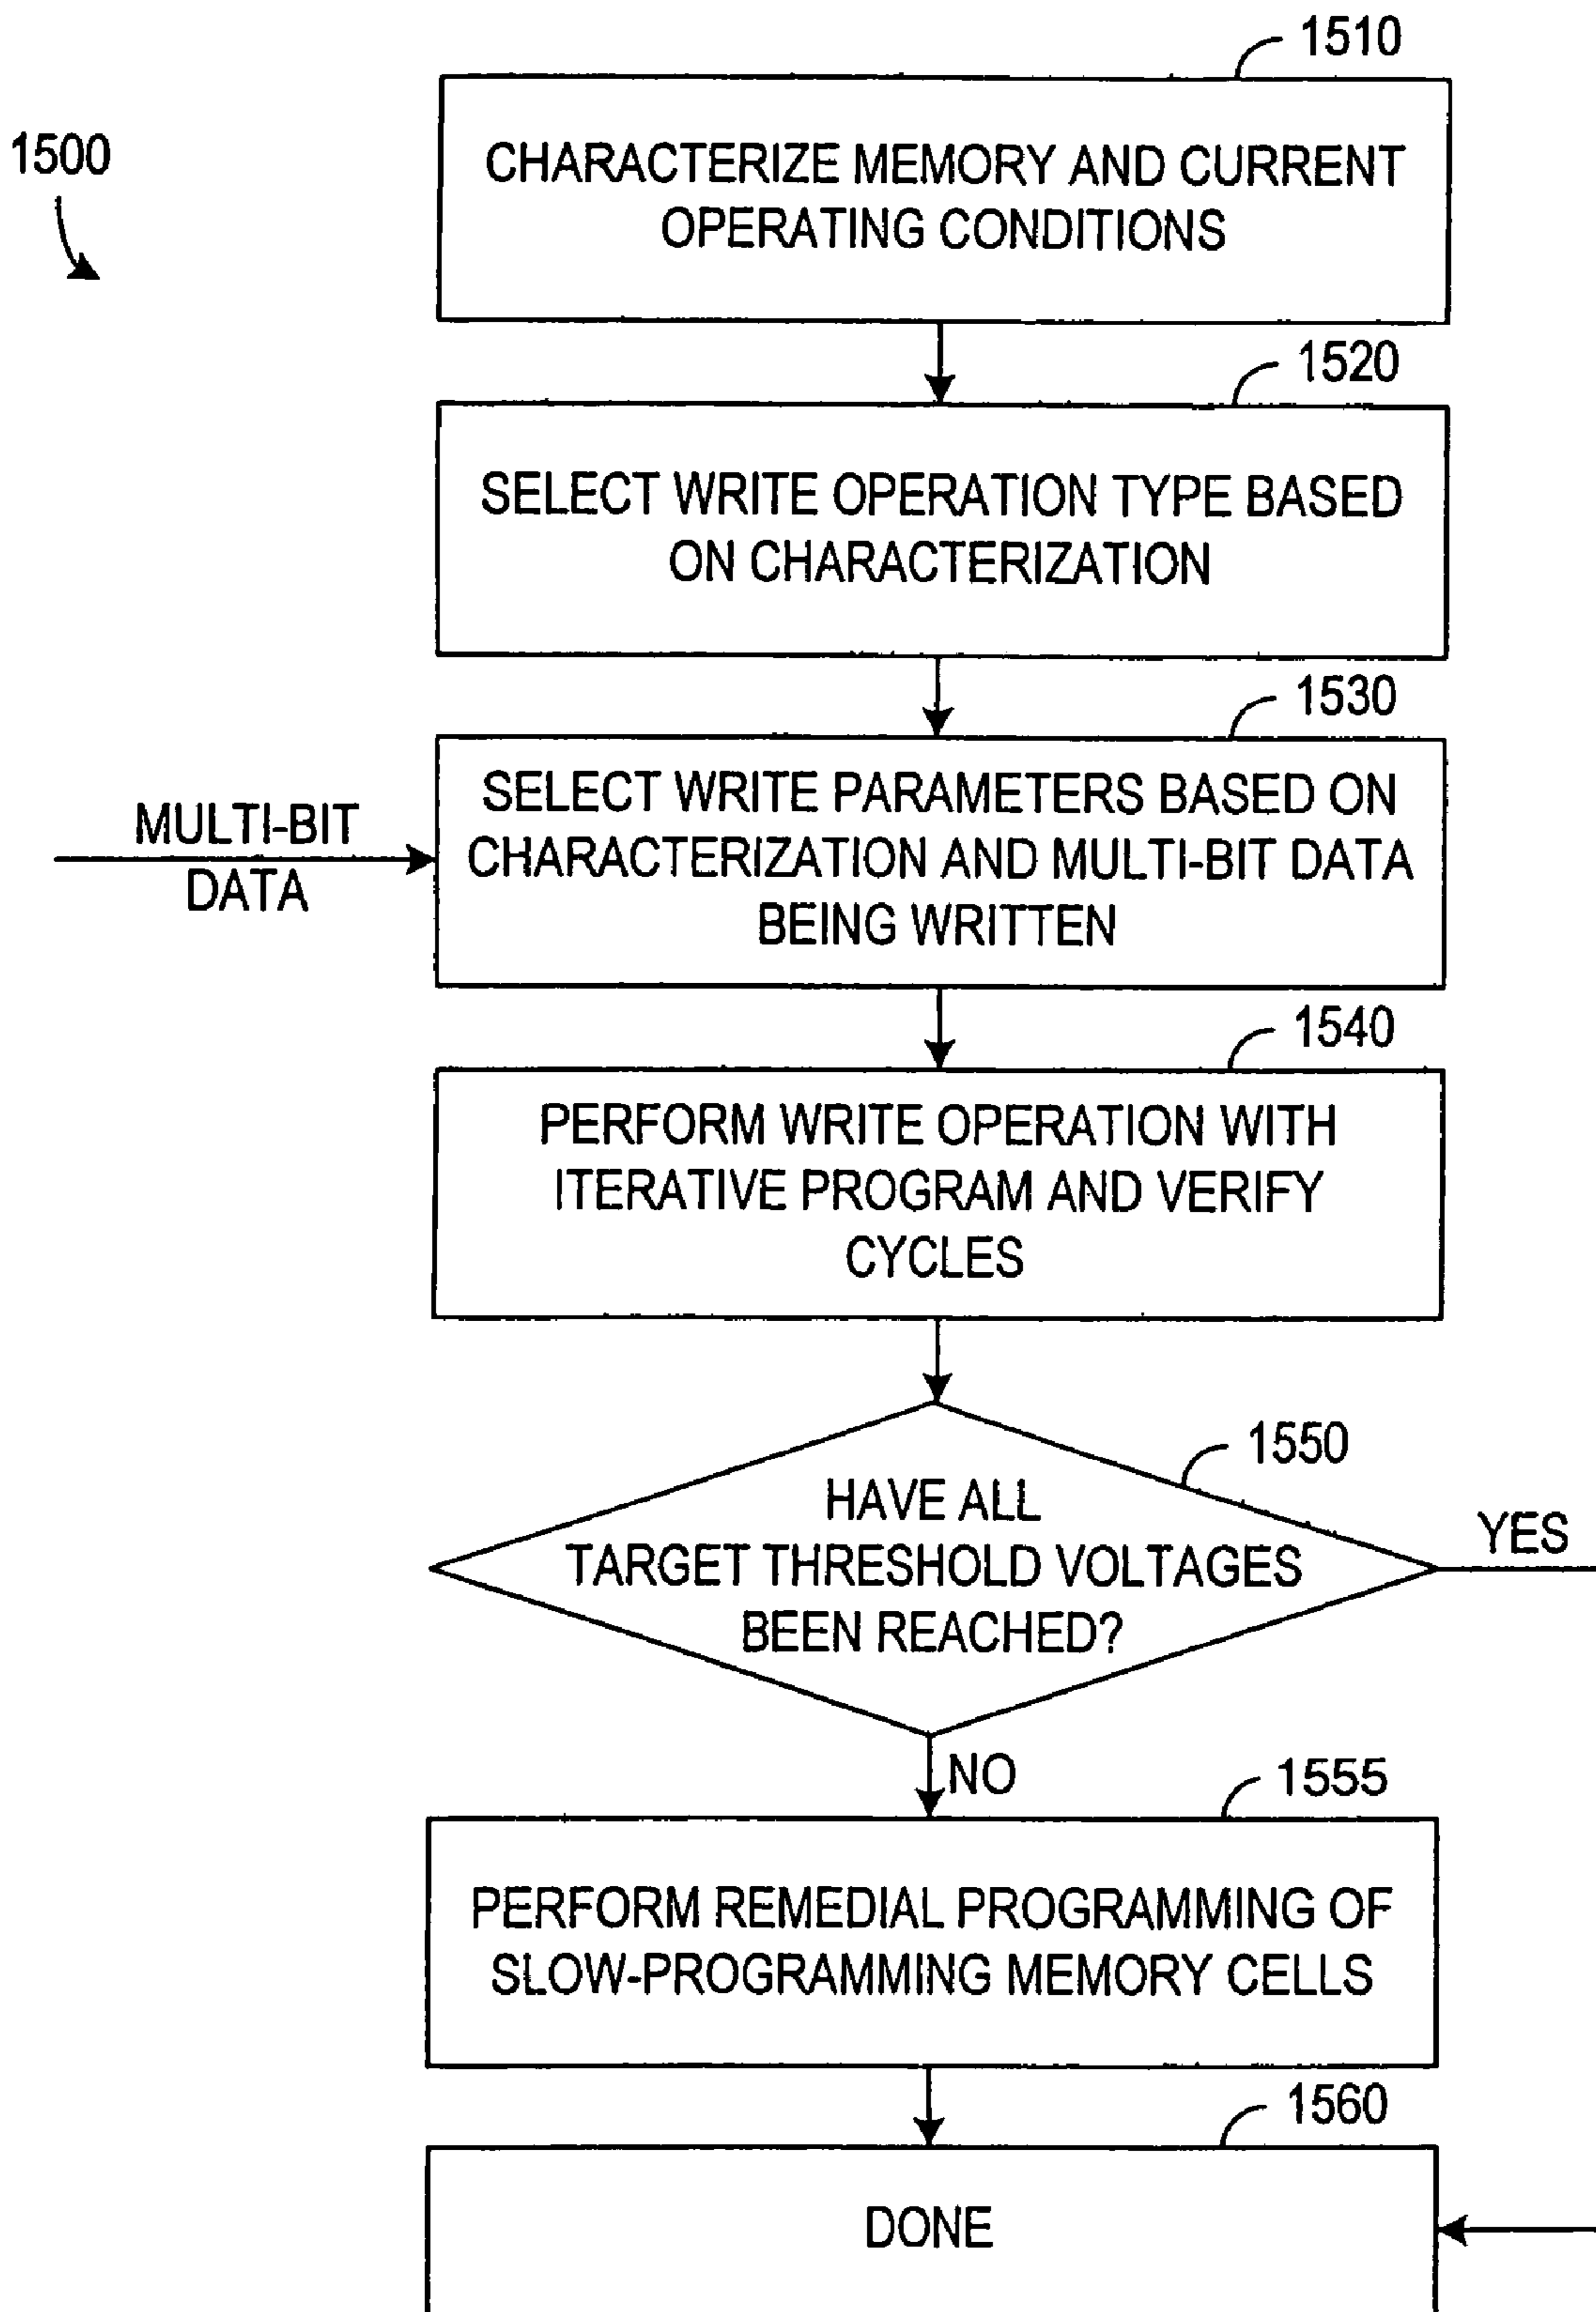 1510
1500
CHARACTERIZE MEMORY AND CURRENT
OPERATING CONDITIONS
1520
SELECT WRITE OPERATION TYPE BASED
ON CHARACTERIZATION
1530
MULTI-BIT
DATA
SELECT WRITE PARAMETERS BASED ON
CHARACTERIZATION AND MULTI-BIT DATA
BEING WRITTEN
1540
PERFORM WRITE OPERATION WITH
ITERATIVE PROGRAM AND VERIFY
CYCLES
1550
HAVE ALL
TARGET THRESHOLD VOLTAGES
BEEN REACHED?
YES
NO
1555
PERFORM REMEDIAL PROGRAMMING OF
SLOW-PROGRAMMING MEMORY CELLS
1560
DONE